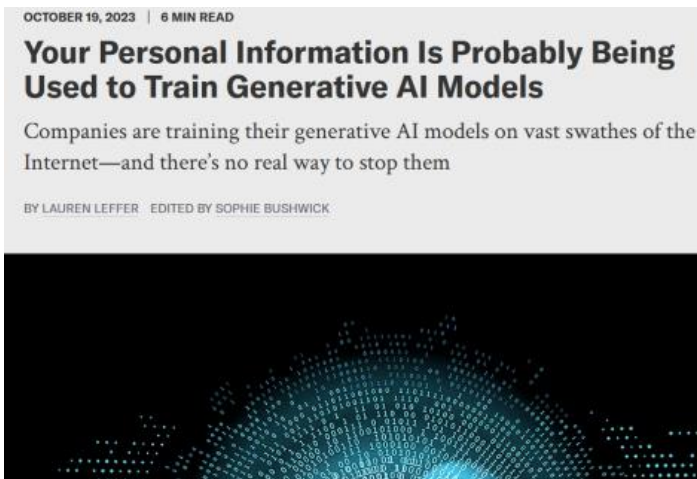 OCTOBER 19, 2023 | 6 MIN READ
Your Personal Information Is Probably Being
Used to Train Generative AI Models
Companies are training their generative AI models on vast swathes of the
Internet—and there's no real way to stop them
BY LAUREN LEFFER EDITED BY SOPHIE BUSHWICK